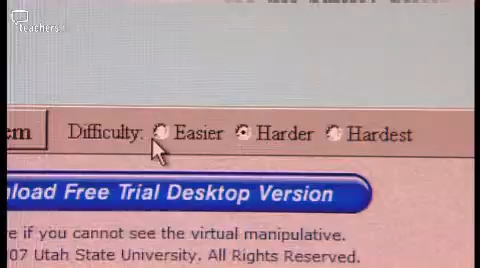 teachers
em Difficulty: Easier Harder Hardest
load Free Trial Desktop Version
re if you cannot see the virtual manipulative.
07 Utah State University. All Rights Reserved.